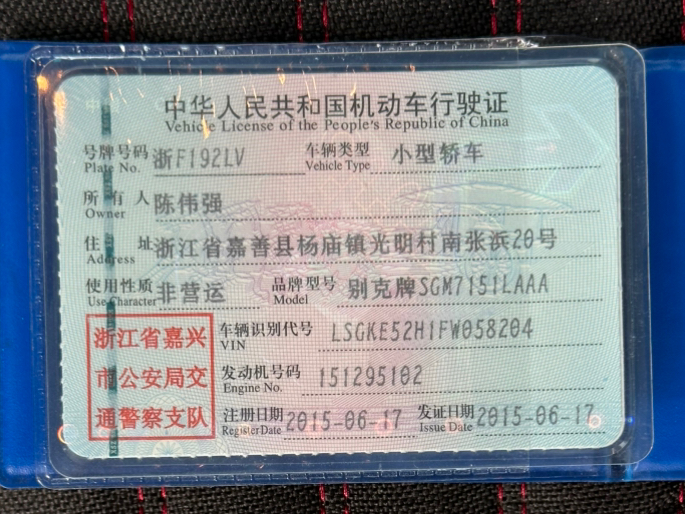 中华人民共和国机动车行驶证
Vehicle License of the People's Republic of China
号牌号码 浙F192LV 车辆类型 小型轿车
Plate No. Vehicle Type
所有人 陈伟强
Owner
住址 浙江省嘉善县杨庙镇光明村南张浜20号
Address
使用性质 非营运 品牌型号 别克牌SGM7151LAAA
Use Character Model
浙江省嘉兴 车辆识别代号 LSGKE52H1FW058204
VIN
市公安局交 发动机号码 151295102
Engine No.
通警察支队 注册日期 2015-06-17 发证日期 2015-06-17
Register Date Issue Date